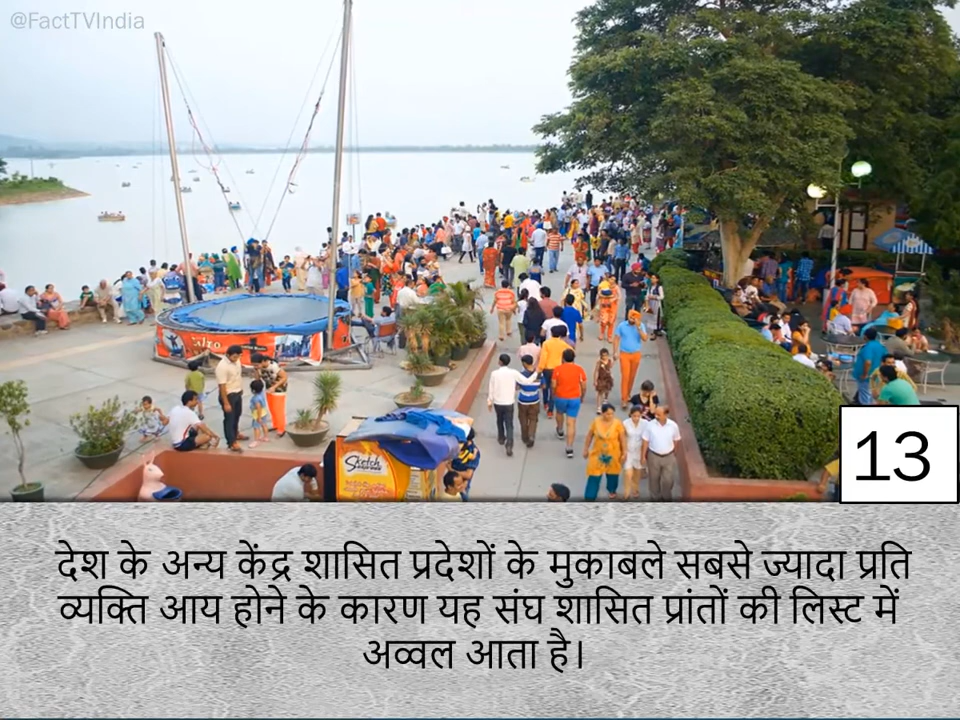 @FactTVIndia
Sketch
13
देश के अन्य केंद्र शासित प्रदेशों के मुकाबले सबसे ज्यादा प्रति
व्यक्ति आय होने के कारण यह संघ शासित प्रांतों की लिस्ट में
अव्वल आता है।